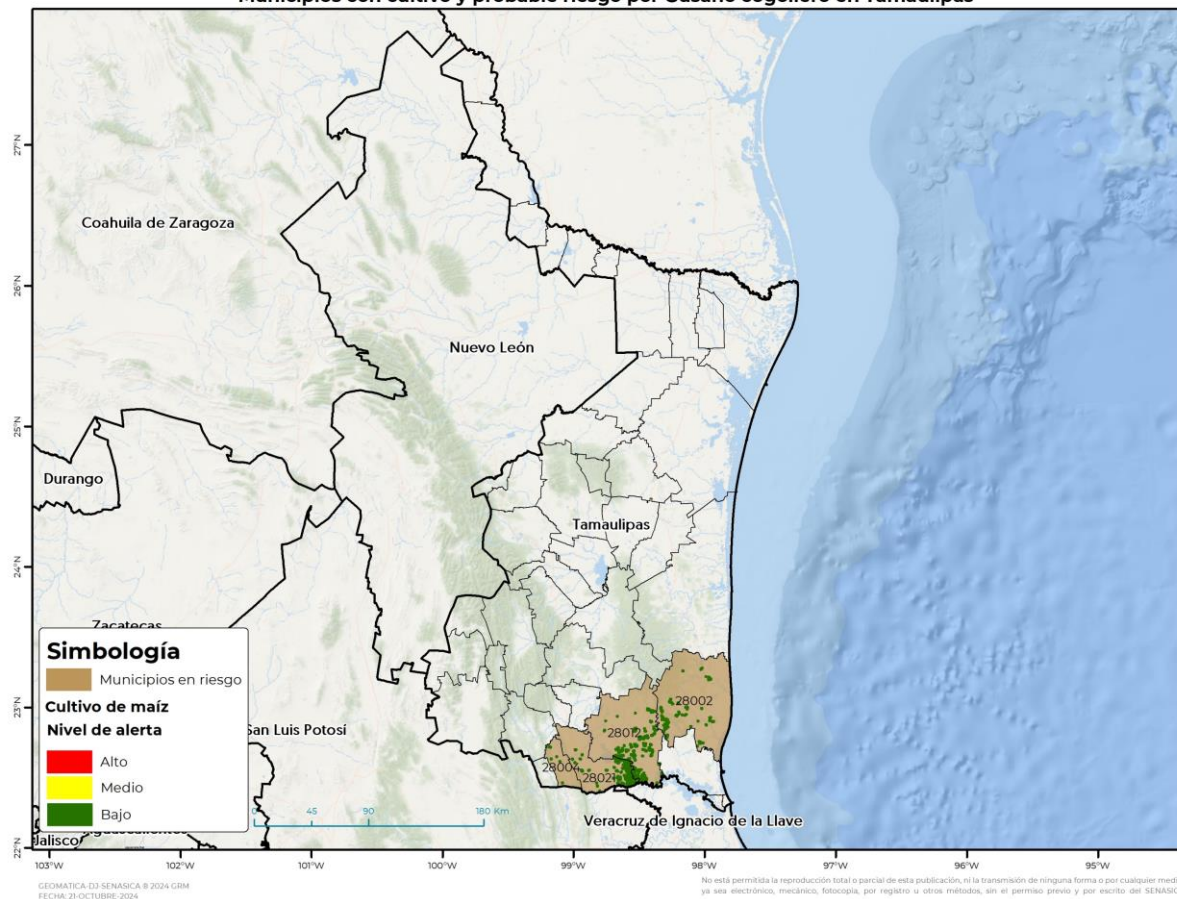 Municipios con cultivo y probable riesgo por Gusano cogollero en Tamaulipas
27°N
26°N
25°N
24°N
23°N
22°N
Coahuila de Zaragoza
Nuevo León
Durango
Tamaulipas
Zacatecas
San Luis Potosí
Jalisco
Veracruz de Ignacio de la Llave
28002
28012
28004
28021
Simbología
Municipios en riesgo
Cultivo de maíz
Nivel de alerta
Alto
Medio
Bajo
0 45 90 180 Km
103°W 102°W 101°W 100°W 99°W 98°W 97°W 96°W 95°W
GEOMATICA-DJ-SENASICA ® 2024 GRM
FECHA: 21-OCTUBRE-2024
No está permitida la reproducción total o parcial de esta publicación, ni la transmisión de ninguna forma o por cualquier medi
ya sea electrónico, mecánico, fotocopia, por registro u otros métodos, sin el permiso previo y por escrito del SENASIC